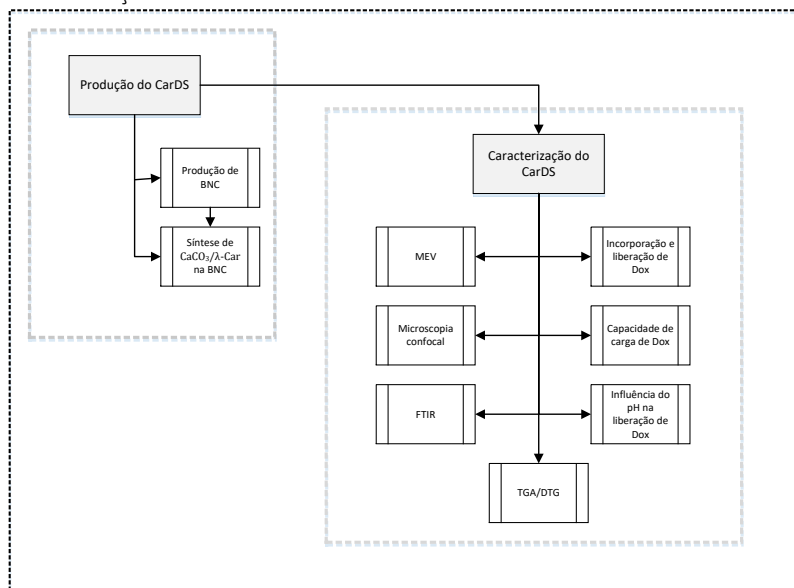 Produção do CarDS
Produção de
BNC
Síntese de
CaCO₃/λ-Car
na BNC
Caracterização do
CarDS
MEV
Incorporação e
liberação de
Dox
Microscopia
confocal
Capacidade de
carga de Dox
FTIR
Influência do
pH na
liberação de
Dox
TGA/DTG